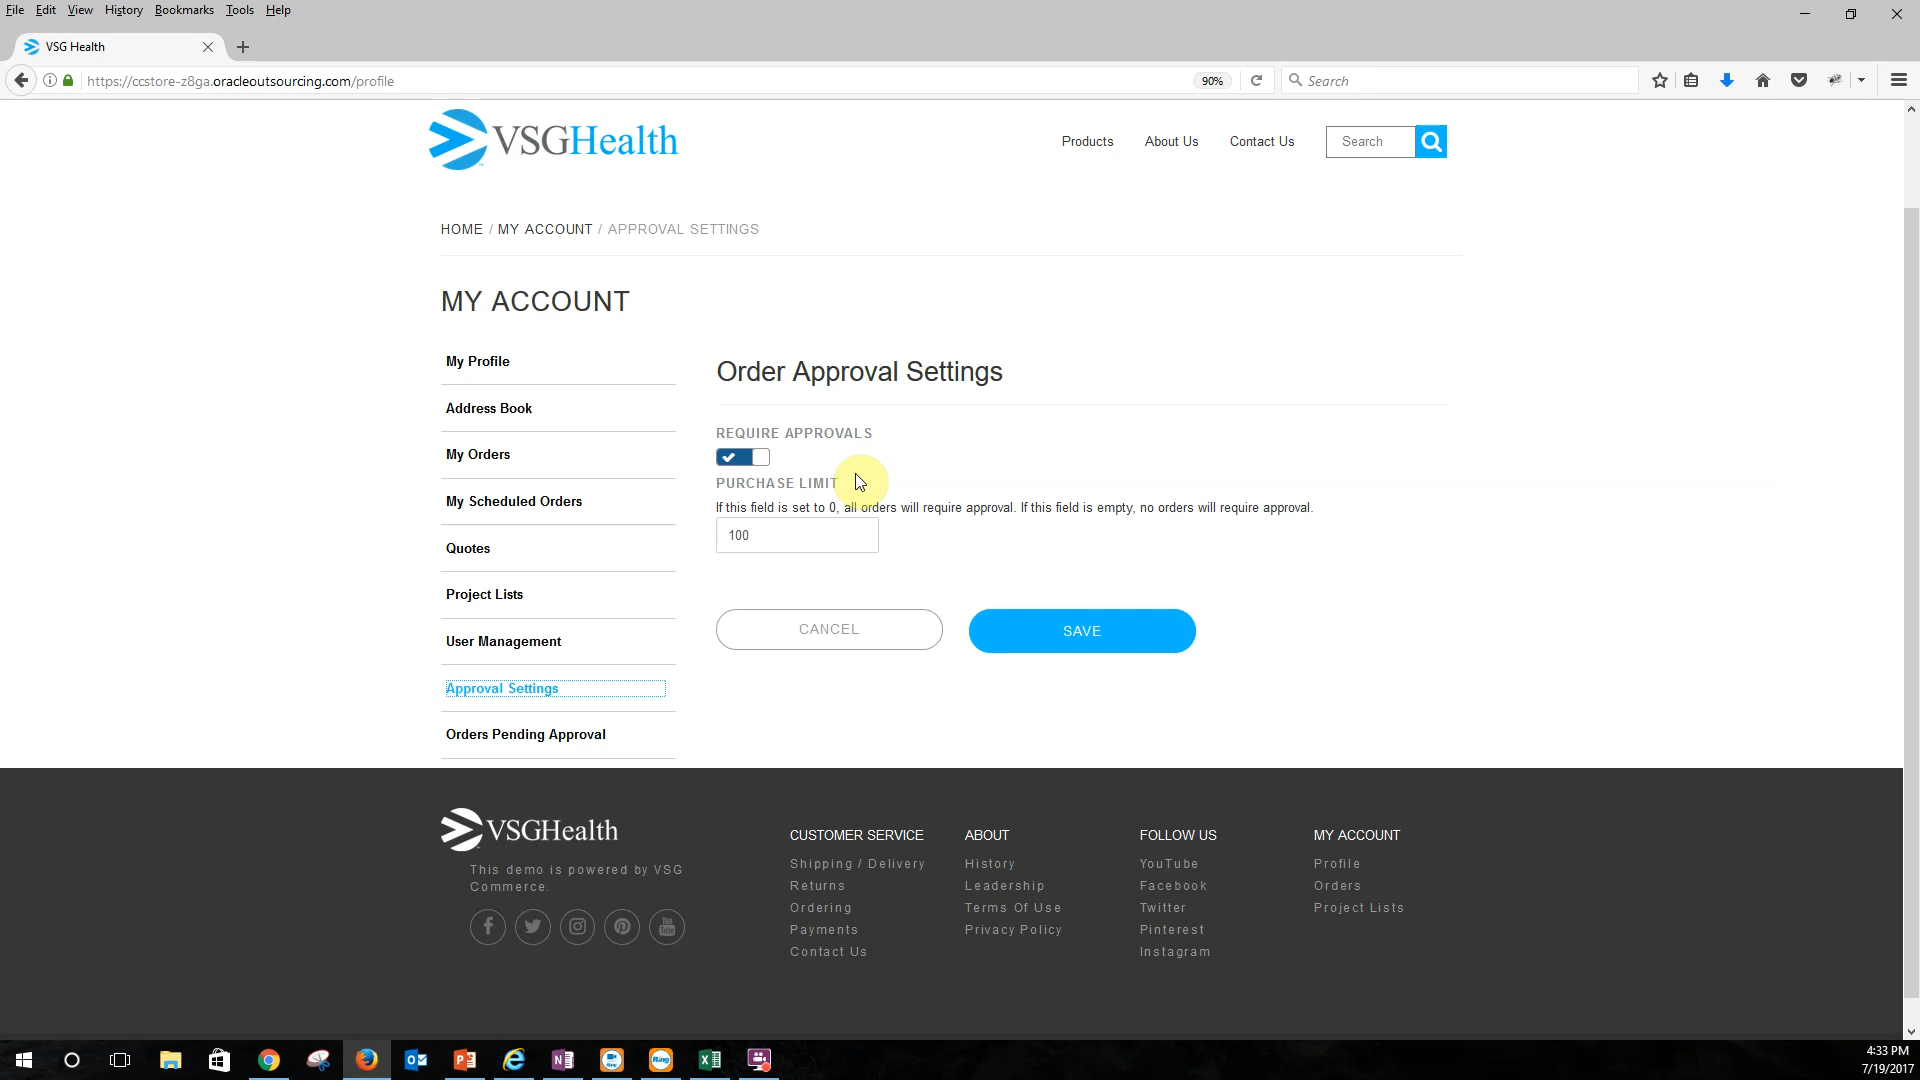 File Edit View History Bookmarks Tools Help
VSG Health
https://ccstore-z8ga.oracleoutsourcing.com/profile 90% Search
VSGHealth
Products About Us Contact Us Search
HOME / MY ACCOUNT / APPROVAL SETTINGS
MY ACCOUNT
My Profile
Address Book
My Orders
My Scheduled Orders
Quotes
Project Lists
User Management
Approval Settings
Orders Pending Approval
Order Approval Settings
REQUIRE APPROVALS
PURCHASE LIMIT
If this field is set to 0, all orders will require approval. If this field is empty, no orders will require approval.
100
CANCEL SAVE
VSGHealth
This demo is powered by VSG
Commerce.
CUSTOMER SERVICE
Shipping / Delivery
Returns
Ordering
Payments
Contact Us
ABOUT
History
Leadership
Terms Of Use
Privacy Policy
FOLLOW US
YouTube
Facebook
Twitter
Pinterest
Instagram
MY ACCOUNT
Profile
Orders
Project Lists
4:33 PM
7/19/2017